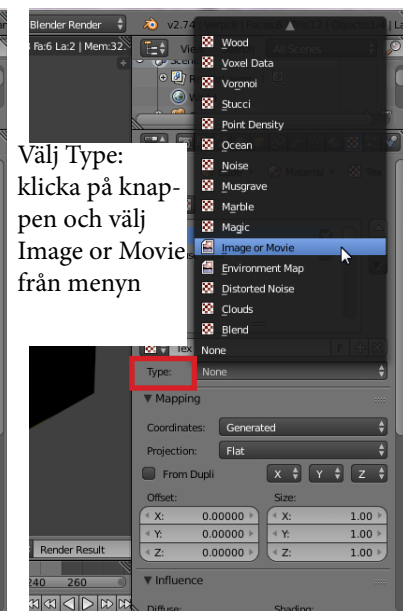 Blender Render
v2.74
Fa:6 La:2 | Mem:32.
Wood
Voxel Data
Voronoi
Stucci
Point Density
Ocean
Noise
Musgrave
Marble
Magic
Image or Movie
Environment Map
Distorted Noise
Clouds
Blend
None
Välj Type:
klicka på knap-
pen och välj
Image or Movie
från menyn
Tex
F
Type: None
Mapping
Coordinates: Generated
Projection: Flat
From Dupli X Y Z
Offset: Size:
X: 0.00000 X: 1.00
Y: 0.00000 Y: 1.00
Z: 0.00000 Z: 1.00
Render Result
240 260
Influence
Diffuse: Shading: